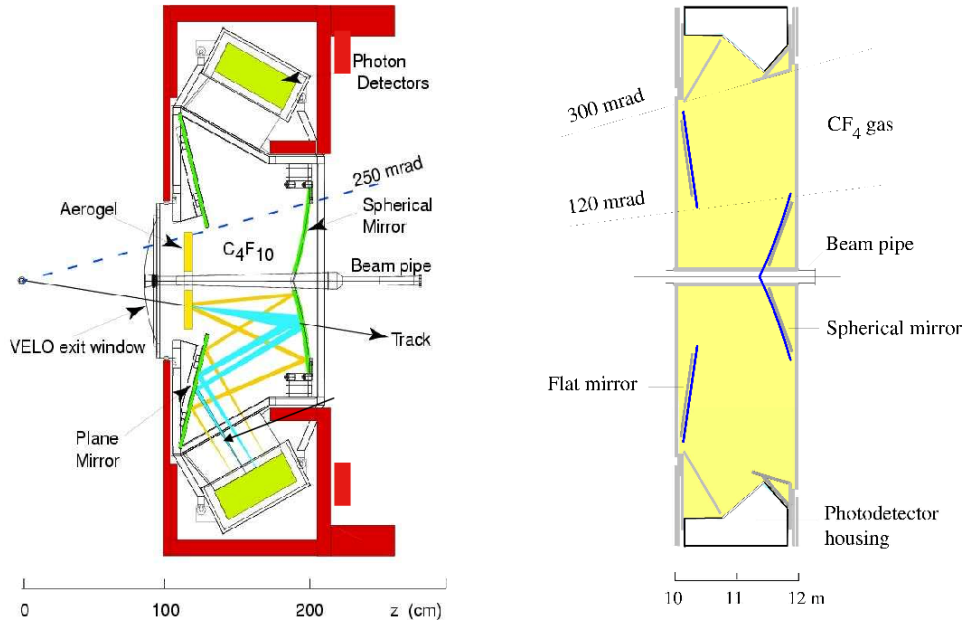 Photon
Detectors
250 mrad
Aerogel
Spherical
Mirror
C₄F₁₀
Beam pipe
VELO exit window
Track
Plane
Mirror
0 100 200 z (cm)
300 mrad
CF₄ gas
120 mrad
Beam pipe
Spherical mirror
Flat mirror
Photodetector
housing
10 11 12 m